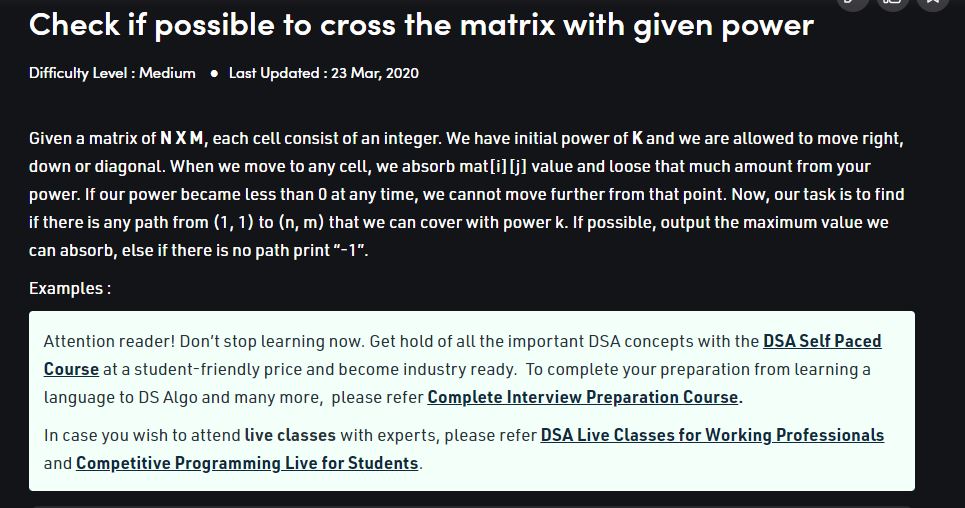 Check if possible to cross the matrix with given power
Difficulty Level : Medium ● Last Updated : 23 Mar, 2020
Given a matrix of N X M, each cell consist of an integer. We have initial power of K and we are allowed to move right,
down or diagonal. When we move to any cell, we absorb mat[i][j] value and loose that much amount from your
power. If our power became less than 0 at any time, we cannot move further from that point. Now, our task is to find
if there is any path from (1, 1) to (n, m) that we can cover with power k. If possible, output the maximum value we
can absorb, else if there is no path print “-1”.
Examples :
Attention reader! Don’t stop learning now. Get hold of all the important DSA concepts with the DSA Self Paced
Course at a student-friendly price and become industry ready.  To complete your preparation from learning a
language to DS Algo and many more,  please refer Complete Interview Preparation Course.
In case you wish to attend live classes with experts, please refer DSA Live Classes for Working Professionals
and Competitive Programming Live for Students.